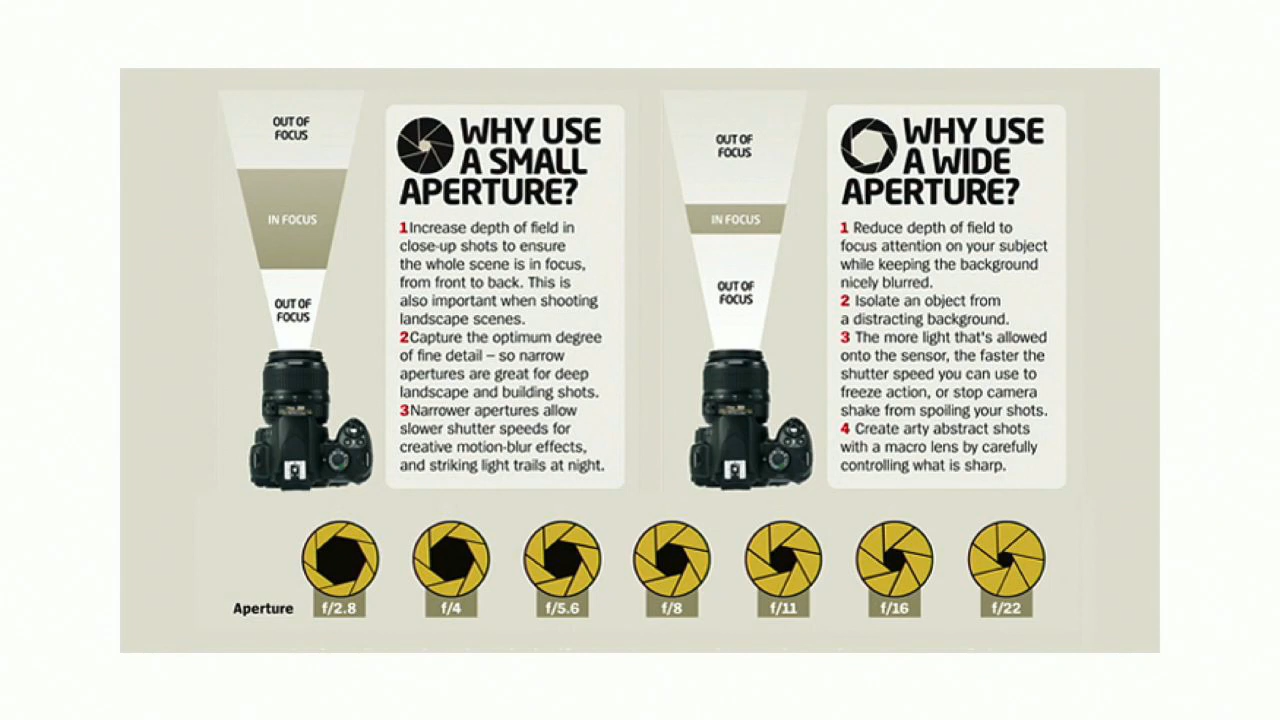 OUT OF
FOCUS
IN FOCUS
OUT OF
FOCUS
WHY USE
A SMALL
APERTURE?
1Increase depth of field in
close-up shots to ensure
the whole scene is in focus,
from front to back. This is
also important when shooting
landscape scenes.
2Capture the optimum degree
of fine detail – so narrow
apertures are great for deep
landscape and building shots.
3Narrower apertures allow
slower shutter speeds for
creative motion-blur effects,
and striking light trails at night.
OUT OF
FOCUS
IN FOCUS
OUT OF
FOCUS
WHY USE
A WIDE
APERTURE?
1 Reduce depth of field to
focus attention on your subject
while keeping the background
nicely blurred.
2 Isolate an object from
a distracting background.
3 The more light that's allowed
onto the sensor, the faster the
shutter speed you can use to
freeze action, or stop camera
shake from spoiling your shots.
4 Create arty abstract shots
with a macro lens by carefully
controlling what is sharp.
Aperture f/2.8 f/4 f/5.6 f/8 f/11 f/16 f/22